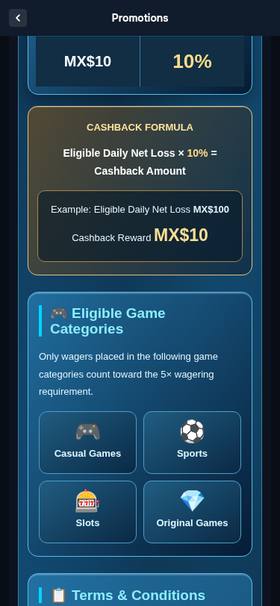 Promotions
MX$10 10%
CASHBACK FORMULA
Eligible Daily Net Loss × 10% =
Cashback Amount
Example: Eligible Daily Net Loss MX$100
Cashback Reward MX$10
🎮 Eligible Game
Categories
Only wagers placed in the following game
categories count toward the 5× wagering
requirement.
Casual Games Sports
Slots Original Games
📋 Terms & Conditions